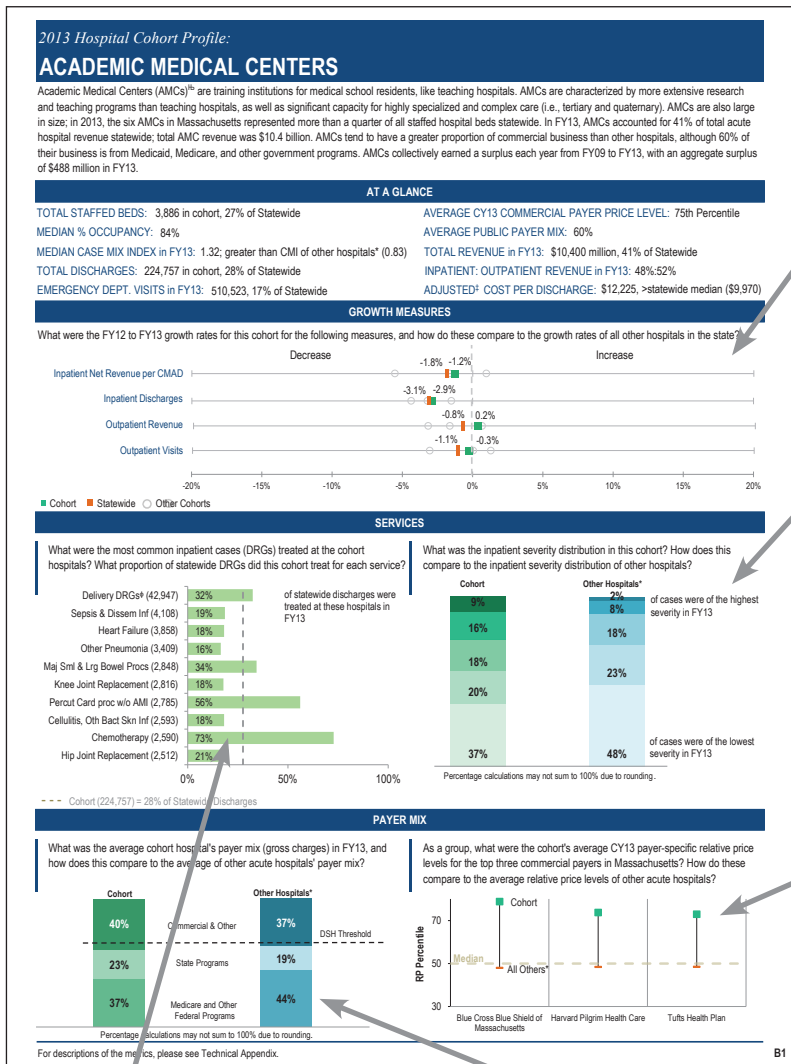 2013 Hospital Cohort Profile:
ACADEMIC MEDICAL CENTERS
Academic Medical Centers (AMCs)ᴴᵇ are training institutions for medical school residents, like teaching hospitals. AMCs are characterized by more extensive research
and teaching programs than teaching hospitals, as well as significant capacity for highly specialized and complex care (i.e., tertiary and quaternary). AMCs are also large
in size; in 2013, the six AMCs in Massachusetts represented more than a quarter of all staffed hospital beds statewide. In FY13, AMCs accounted for 41% of total acute
hospital revenue statewide; total AMC revenue was $10.4 billion. AMCs tend to have a greater proportion of commercial business than other hospitals, although 60% of
their business is from Medicaid, Medicare, and other government programs. AMCs collectively earned a surplus each year from FY09 to FY13, with an aggregate surplus
of $488 million in FY13.
AT A GLANCE
TOTAL STAFFED BEDS: 3,886 in cohort, 27% of Statewide
MEDIAN % OCCUPANCY: 84%
MEDIAN CASE MIX INDEX in FY13: 1.32; greater than CMI of other hospitals* (0.83)
TOTAL DISCHARGES: 224,757 in cohort, 28% of Statewide
EMERGENCY DEPT. VISITS in FY13: 510,523, 17% of Statewide
AVERAGE CY13 COMMERCIAL PAYER PRICE LEVEL: 75th Percentile
AVERAGE PUBLIC PAYER MIX: 60%
TOTAL REVENUE in FY13: $10,400 million, 41% of Statewide
INPATIENT: OUTPATIENT REVENUE in FY13: 48%:52%
ADJUSTED‡ COST PER DISCHARGE: $12,225, >statewide median ($9,970)
GROWTH MEASURES
What were the FY12 to FY13 growth rates for this cohort for the following measures, and how do these compare to the growth rates of all other hospitals in the state?
Decrease Increase
Inpatient Net Revenue per CMAD -1.8% -1.2%
Inpatient Discharges -3.1% -2.9%
Outpatient Revenue -0.8% 0.2%
Outpatient Visits -1.1% -0.3%
-20% -15% -10% -5% 0% 5% 10% 15% 20%
Cohort Statewide Other Cohorts
SERVICES
What were the most common inpatient cases (DRGs) treated at the cohort
hospitals? What proportion of statewide DRGs did this cohort treat for each service?
Delivery DRGsᶲ (42,947) 32%
Sepsis & Dissem Inf (4,108) 19%
Heart Failure (3,858) 18%
Other Pneumonia (3,409) 16%
Maj Sml & Lrg Bowel Procs (2,848) 34%
Knee Joint Replacement (2,816) 18%
Percut Card proc w/o AMI (2,785) 56%
Cellulitis, Oth Bact Skn Inf (2,593) 18%
Chemotherapy (2,590) 73%
Hip Joint Replacement (2,512) 21%
0% 50% 100%
of statewide discharges were
treated at these hospitals in
FY13
Cohort (224,757) = 28% of Statewide Discharges
What was the inpatient severity distribution in this cohort? How does this
compare to the inpatient severity distribution of other hospitals?
Cohort Other Hospitals*
9% 2%
8%
16% 18%
18% 23%
20%
37% 48%
of cases were of the highest
severity in FY13
of cases were of the lowest
severity in FY13
Percentage calculations may not sum to 100% due to rounding.
PAYER MIX
What was the average cohort hospital's payer mix (gross charges) in FY13, and
how does this compare to the average of other acute hospitals' payer mix?
Cohort Other Hospitals*
40% Commercial & Other 37%
DSH Threshold
23% State Programs 19%
37% Medicare and Other
Federal Programs 44%
Percentage calculations may not sum to 100% due to rounding.
As a group, what were the cohort's average CY13 payer-specific relative price
levels for the top three commercial payers in Massachusetts? How do these
compare to the average relative price levels of other acute hospitals?
RP Percentile
70
50
30
Cohort
Median
All Others*
Blue Cross Blue Shield of
Massachusetts
Harvard Pilgrim Health Care
Tufts Health Plan
For descriptions of the metrics, please see Technical Appendix.
B1